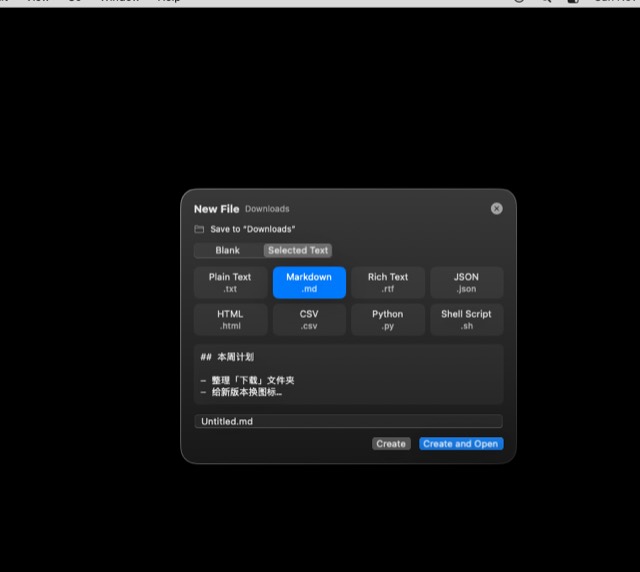 New File Downloads
Save to “Downloads”
Blank Selected Text
Plain Text Markdown Rich Text JSON
.txt .md .rtf .json
HTML CSV Python Shell Script
.html .csv .py .sh
## 本周计划
- 整理「下载」文件夹
- 给新版本换图标…
Untitled.md
Create Create and Open